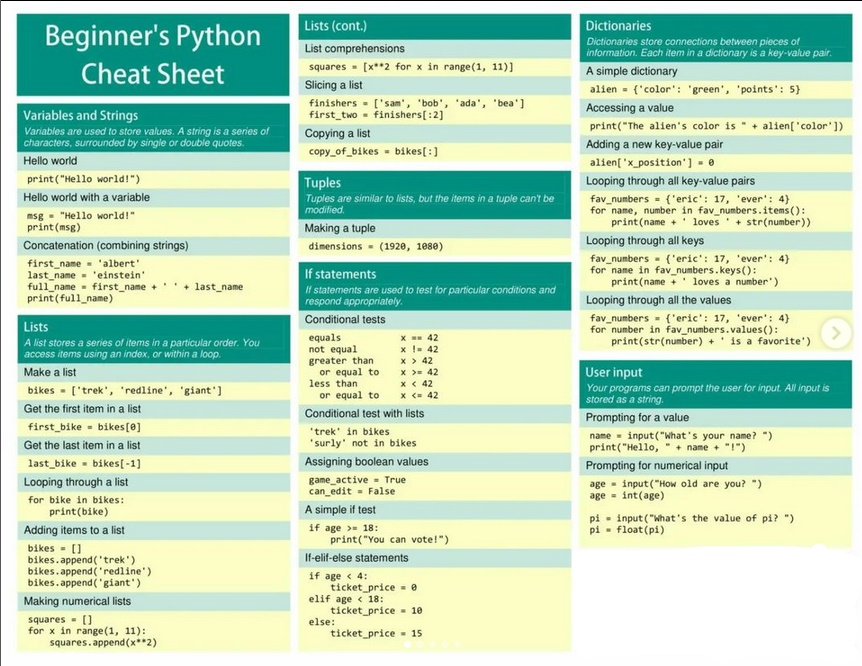 Beginner's Python
Cheat Sheet
Variables and Strings
Variables are used to store values. A string is a series of
characters, surrounded by single or double quotes.
Hello world
print("Hello world!")
Hello world with a variable
msg = "Hello world!"
print(msg)
Concatenation (combining strings)
first_name = 'albert'
last_name = 'einstein'
full_name = first_name + ' ' + last_name
print(full_name)
Lists
A list stores a series of items in a particular order. You
access items using an index, or within a loop.
Make a list
bikes = ['trek', 'redline', 'giant']
Get the first item in a list
first_bike = bikes[0]
Get the last item in a list
last_bike = bikes[-1]
Looping through a list
for bike in bikes:
    print(bike)
Adding items to a list
bikes = []
bikes.append('trek')
bikes.append('redline')
bikes.append('giant')
Making numerical lists
squares = []
for x in range(1, 11):
    squares.append(x**2)
Lists (cont.)
List comprehensions
squares = [x**2 for x in range(1, 11)]
Slicing a list
finishers = ['sam', 'bob', 'ada', 'bea']
first_two = finishers[:2]
Copying a list
copy_of_bikes = bikes[:]
Tuples
Tuples are similar to lists, but the items in a tuple can't be
modified.
Making a tuple
dimensions = (1920, 1080)
If statements
If statements are used to test for particular conditions and
respond appropriately.
Conditional tests
equals x == 42
not equal x != 42
greater than x > 42
  or equal to x >= 42
less than x < 42
  or equal to x <= 42
Conditional test with lists
'trek' in bikes
'surly' not in bikes
Assigning boolean values
game_active = True
can_edit = False
A simple if test
if age >= 18:
    print("You can vote!")
If-elif-else statements
if age < 4:
    ticket_price = 0
elif age < 18:
    ticket_price = 10
else:
    ticket_price = 15
Dictionaries
Dictionaries store connections between pieces of
information. Each item in a dictionary is a key-value pair.
A simple dictionary
alien = {'color': 'green', 'points': 5}
Accessing a value
print("The alien's color is " + alien['color'])
Adding a new key-value pair
alien['x_position'] = 0
Looping through all key-value pairs
fav_numbers = {'eric': 17, 'ever': 4}
for name, number in fav_numbers.items():
    print(name + ' loves ' + str(number))
Looping through all keys
fav_numbers = {'eric': 17, 'ever': 4}
for name in fav_numbers.keys():
    print(name + ' loves a number')
Looping through all the values
fav_numbers = {'eric': 17, 'ever': 4}
for number in fav_numbers.values():
    print(str(number) + ' is a favorite')
User input
Your programs can prompt the user for input. All input is
stored as a string.
Prompting for a value
name = input("What's your name? ")
print("Hello, " + name + "!")
Prompting for numerical input
age = input("How old are you? ")
age = int(age)
pi = input("What's the value of pi? ")
pi = float(pi)